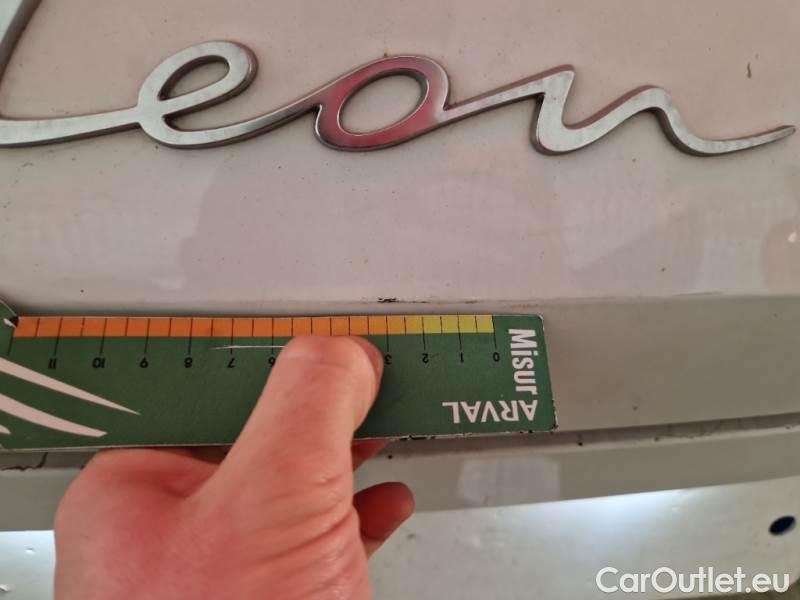 Leon
11 10 9 8 7 6 3 2 1 0
Misur
ARVAL
CarOutlet.eu